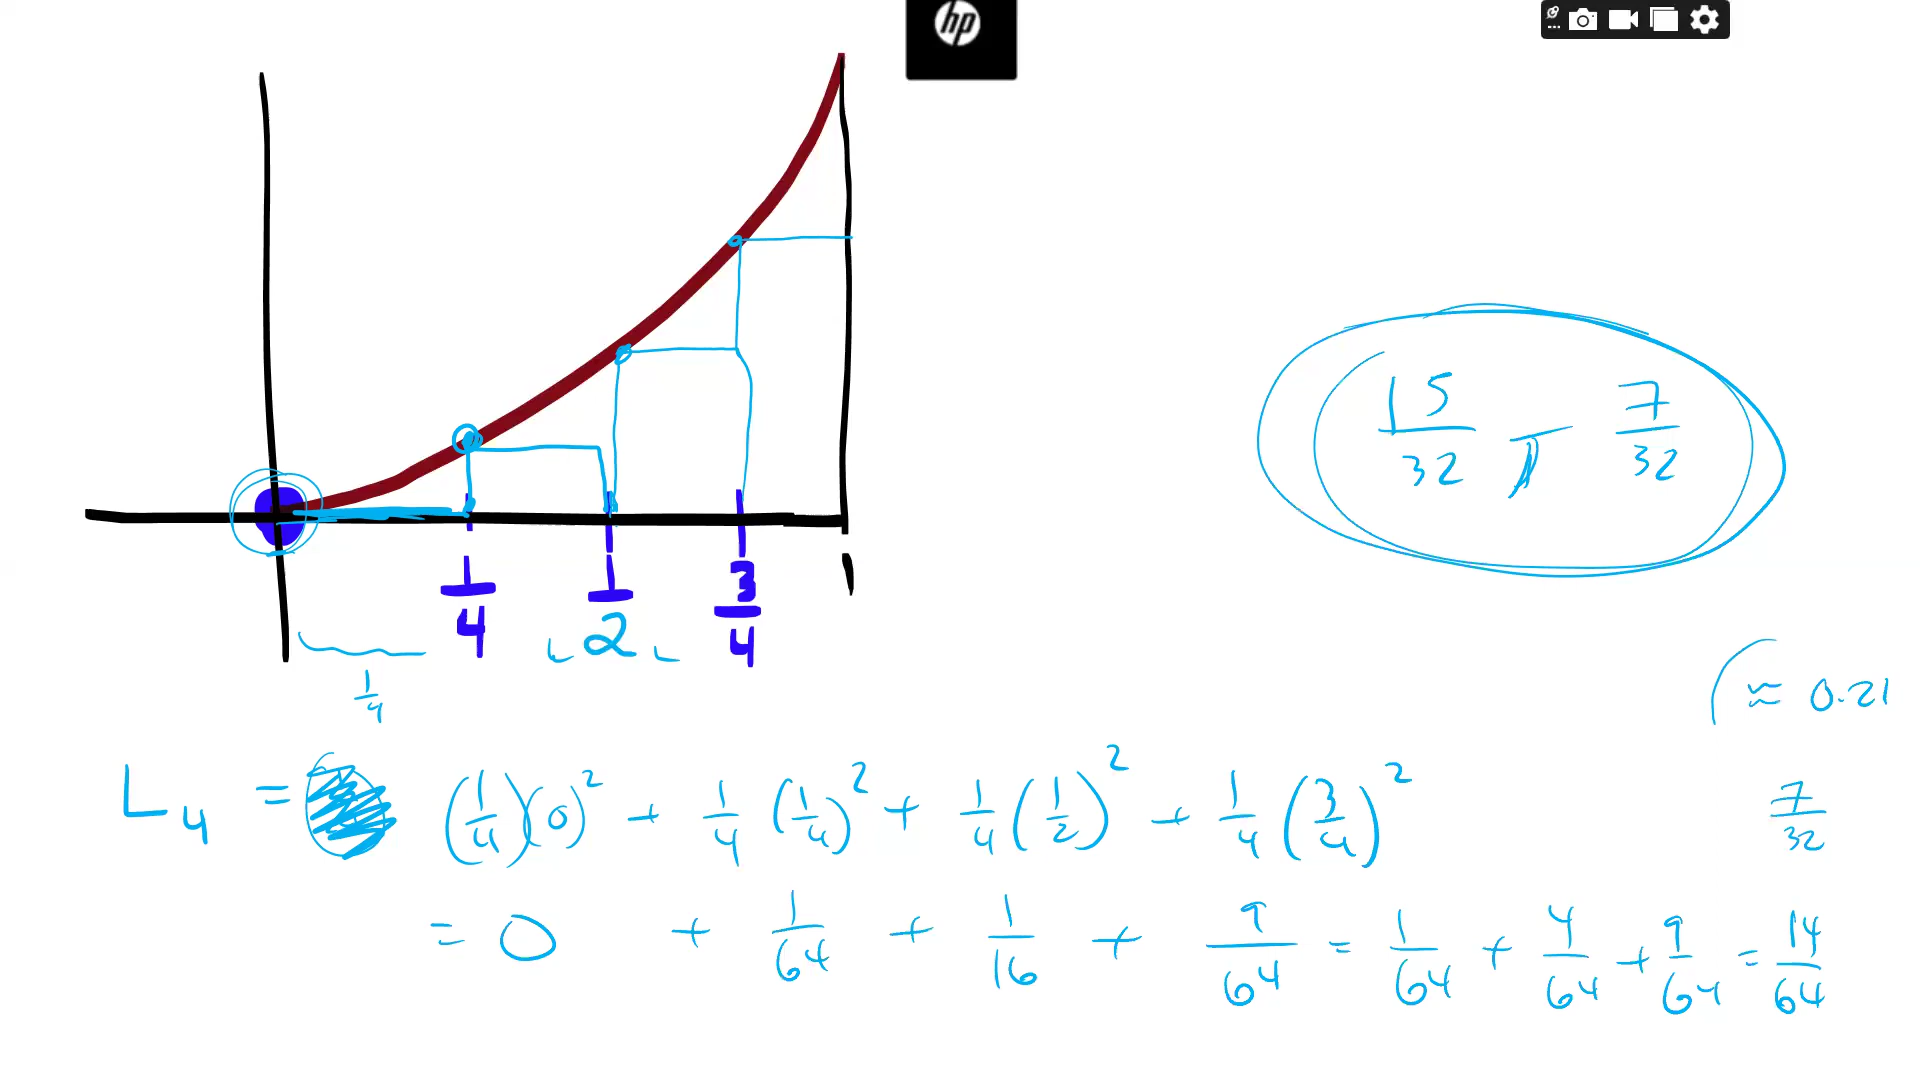 hp
15/32 - 7/32
1/4 1/2 3/4 1
1/4
≈ 0.21
L₄ = (1/4)(0)² + 1/4 (1/4)² + 1/4 (1/2)² + 1/4 (3/4)²
7/32
= 0 + 1/64 + 1/16 + 9/64 = 1/64 + 4/64 + 9/64 = 14/64